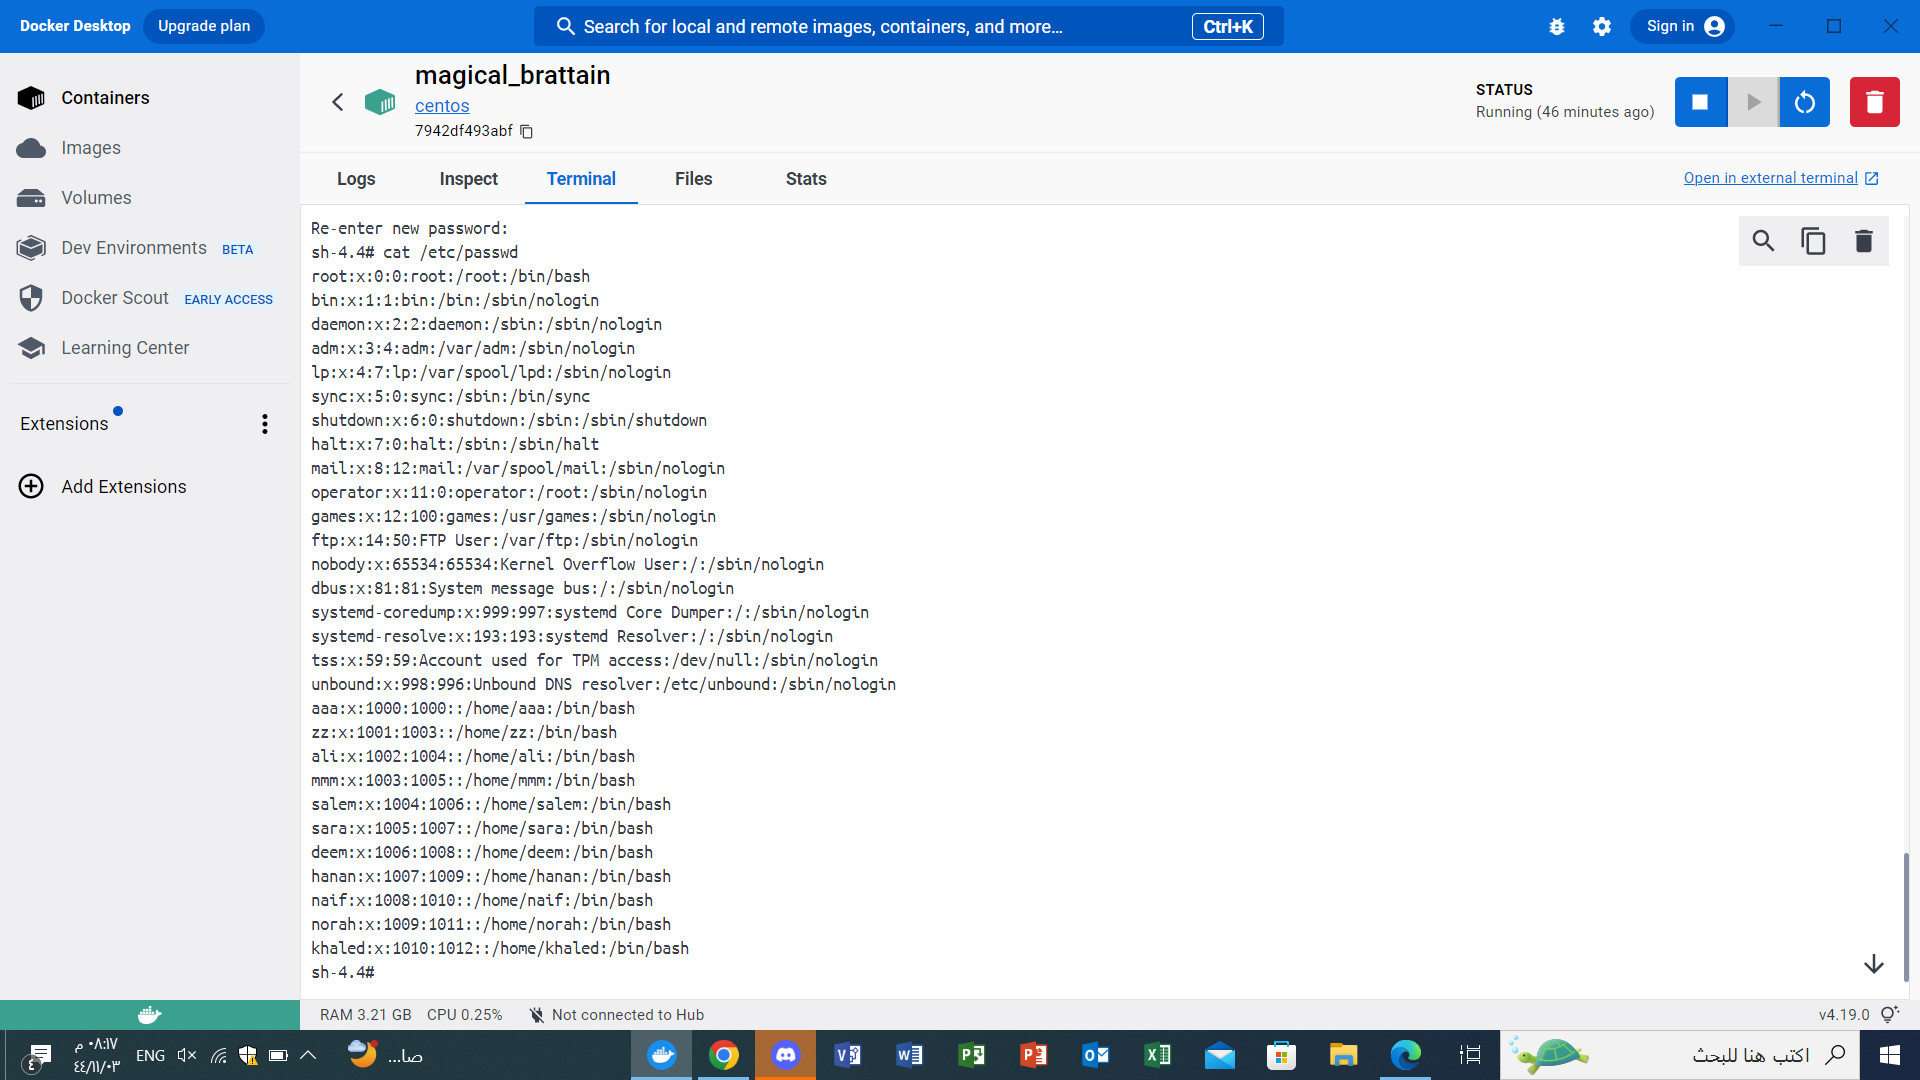 Docker Desktop
Upgrade plan
Search for local and remote images, containers, and more...
Ctrl+K
Sign in
Containers
Images
Volumes
Dev Environments BETA
Docker Scout EARLY ACCESS
Learning Center
Extensions
Add Extensions
magical_brattain
centos
7942df493abf
STATUS
Running (46 minutes ago)
Logs
Inspect
Terminal
Files
Stats
Open in external terminal
Re-enter new password:
sh-4.4# cat /etc/passwd
root:x:0:0:root:/root:/bin/bash
bin:x:1:1:bin:/bin:/sbin/nologin
daemon:x:2:2:daemon:/sbin:/sbin/nologin
adm:x:3:4:adm:/var/adm:/sbin/nologin
lp:x:4:7:lp:/var/spool/lpd:/sbin/nologin
sync:x:5:0:sync:/sbin:/bin/sync
shutdown:x:6:0:shutdown:/sbin:/sbin/shutdown
halt:x:7:0:halt:/sbin:/sbin/halt
mail:x:8:12:mail:/var/spool/mail:/sbin/nologin
operator:x:11:0:operator:/root:/sbin/nologin
games:x:12:100:games:/usr/games:/sbin/nologin
ftp:x:14:50:FTP User:/var/ftp:/sbin/nologin
nobody:x:65534:65534:Kernel Overflow User:/:/sbin/nologin
dbus:x:81:81:System message bus:/:/sbin/nologin
systemd-coredump:x:999:997:systemd Core Dumper:/:/sbin/nologin
systemd-resolve:x:193:193:systemd Resolver:/:/sbin/nologin
tss:x:59:59:Account used for TPM access:/dev/null:/sbin/nologin
unbound:x:998:996:Unbound DNS resolver:/etc/unbound:/sbin/nologin
aaa:x:1000:1000::/home/aaa:/bin/bash
zz:x:1001:1003::/home/zz:/bin/bash
ali:x:1002:1004::/home/ali:/bin/bash
mmm:x:1003:1005::/home/mmm:/bin/bash
salem:x:1004:1006::/home/salem:/bin/bash
sara:x:1005:1007::/home/sara:/bin/bash
deem:x:1006:1008::/home/deem:/bin/bash
hanan:x:1007:1009::/home/hanan:/bin/bash
naif:x:1008:1010::/home/naif:/bin/bash
norah:x:1009:1011::/home/norah:/bin/bash
khaled:x:1010:1012::/home/khaled:/bin/bash
sh-4.4#
RAM 3.21 GB CPU 0.25% Not connected to Hub
v4.19.0
٤
٠٨:١٧ م
٤٤/١١/٠٣
ENG
صا...
اكتب هنا للبحث